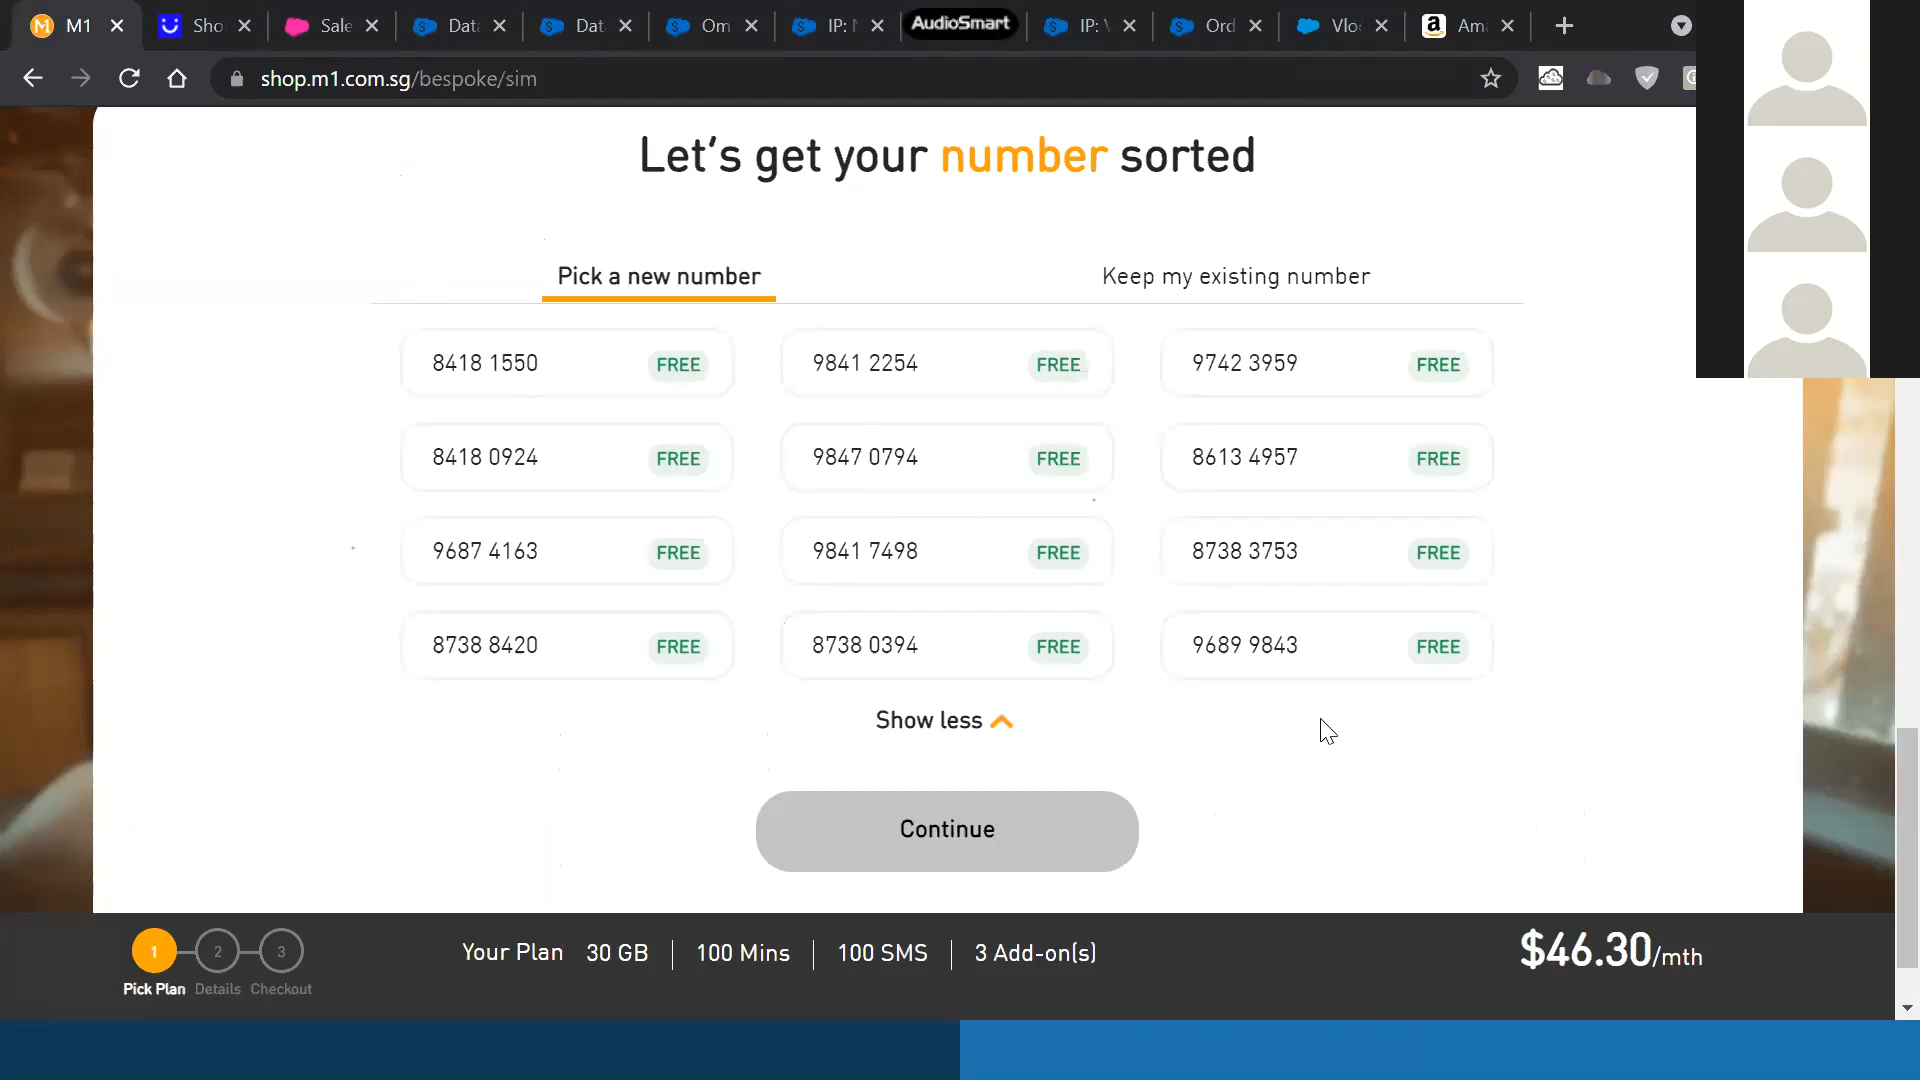 M1 Sho Sale Data Dat Om IP: AudioSmart IP: Ord Vlo a Am
shop.m1.com.sg/bespoke/sim
Let's get your number sorted
Pick a new number Keep my existing number
8418 1550 FREE 9841 2254 FREE 9742 3959 FREE
8418 0924 FREE 9847 0794 FREE 8613 4957 FREE
9687 4163 FREE 9841 7498 FREE 8738 3753 FREE
8738 8420 FREE 8738 0394 FREE 9689 9843 FREE
Show less
Continue
1 2 3 Your Plan 30 GB 100 Mins 100 SMS 3 Add-on(s) $46.30/mth
Pick Plan Details Checkout